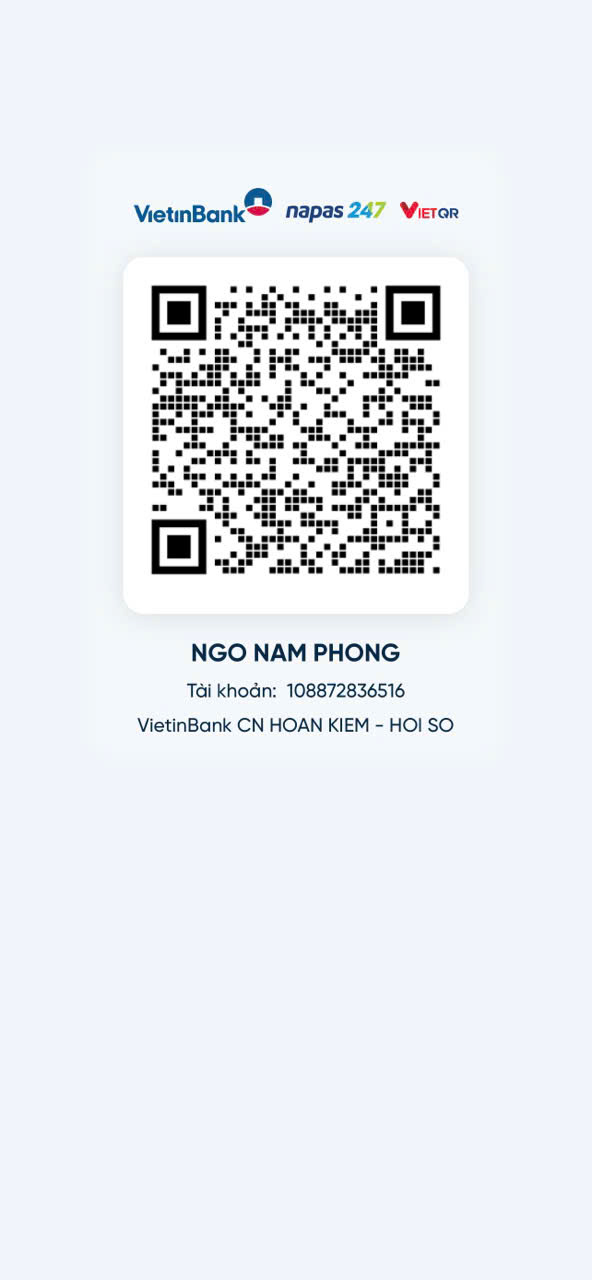 VietinBank napas 247 VIETQR
NGO NAM PHONG
Tài khoản: 108872836516
VietinBank CN HOAN KIEM - HOI SO